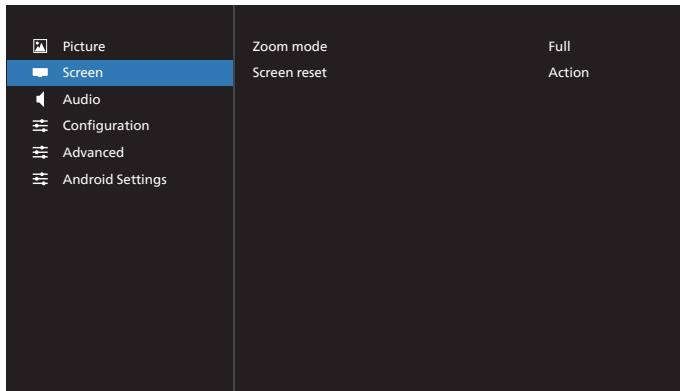 Picture
Screen
Audio
Configuration
Advanced
Android Settings
Zoom mode Full
Screen reset Action